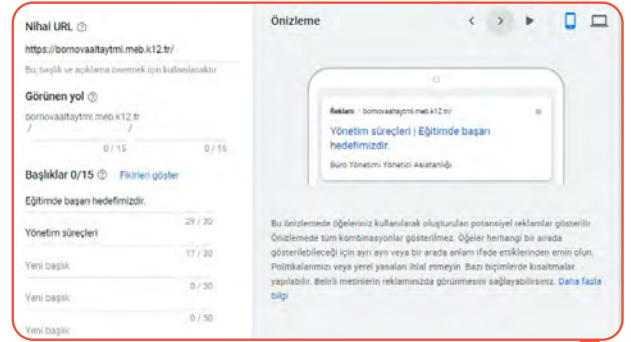 Nihai URL
https://bornovaaltaytml.meb.k12.tr/
Bu, başlık ve açıklama önermek için kullanılacaktır
Görünen yol
bornovaaltaytml.meb.k12.tr
/ /
0 / 15 0 / 15
Başlıklar 0/15 Fikirleri göster
Eğitimde başarı hedefimizdir.
29 / 30
Yönetim süreçleri
17 / 30
Yeni başlık
0 / 30
Yeni başlık
0 / 30
Yeni başlık
Önizleme
Reklam · bornovaaltaytml.meb.k12.tr/
Yönetim süreçleri | Eğitimde başarı
hedefimizdir.
Büro Yönetimi Yönetici Asistanlığı
Bu önizlemede öğeleriniz kullanılarak oluşturulan potansiyel reklamlar gösterilir.
Önizlemede tüm kombinasyonlar gösterilmez. Öğeler herhangi bir arada
gösterilebileceği için ayrı ayrı veya bir arada anlam ifade ettiklerinden emin olun.
Politikalarımızı veya yerel yasaları ihlal etmeyin. Bazı biçimlerde kısaltmalar
yapılabilir. Belirli metinlerin reklamınızda görünmesini sağlayabilirsiniz. Daha fazla
bilgi